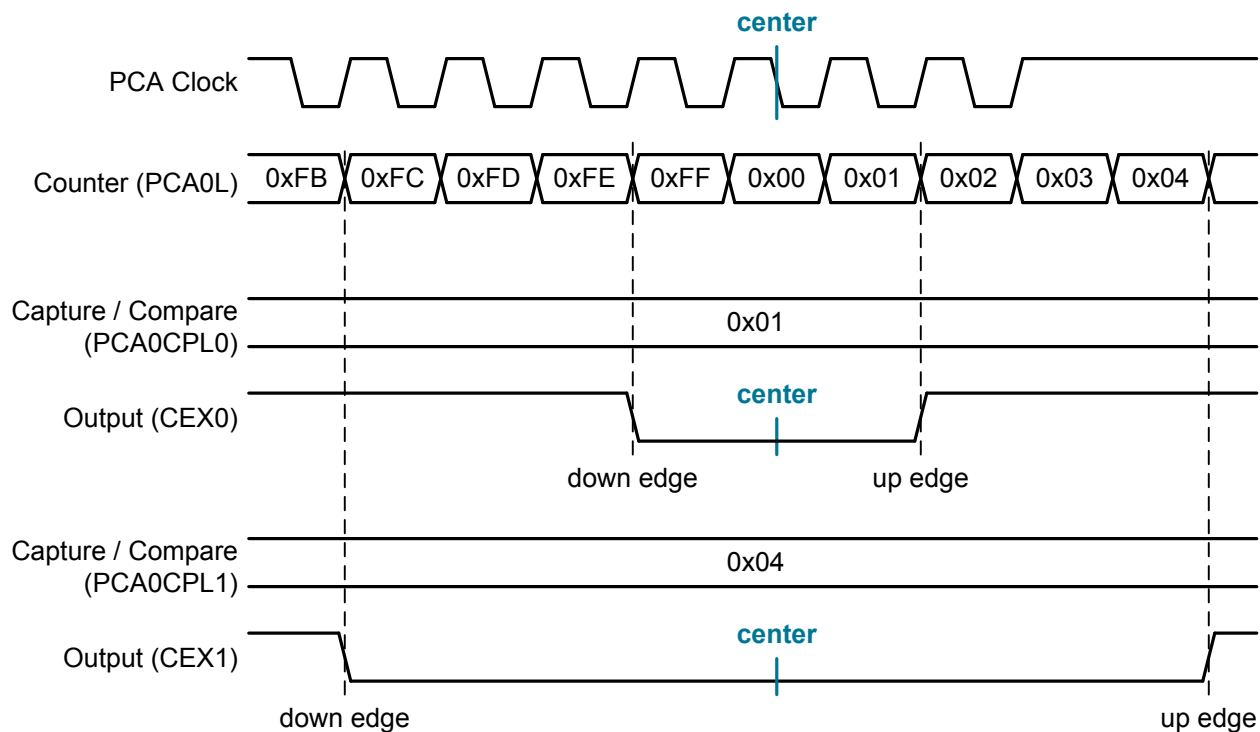 center
PCA Clock
Counter (PCA0L)
0xFB 0xFC 0xFD 0xFE 0xFF 0x00 0x01 0x02 0x03 0x04
Capture / Compare
(PCA0CPL0)
0x01
center
Output (CEX0)
down edge up edge
Capture / Compare
(PCA0CPL1)
0x04
center
Output (CEX1)
down edge up edge